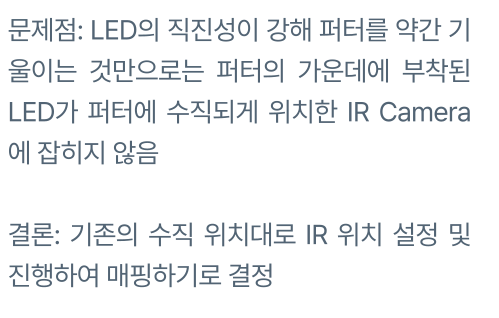 문제점: LED의 직진성이 강해 퍼터를 약간 기
울이는 것만으로는 퍼터의 가운데에 부착된
LED가 퍼터에 수직되게 위치한 IR Camera
에 잡히지 않음
결론: 기존의 수직 위치대로 IR 위치 설정 및
진행하여 매핑하기로 결정